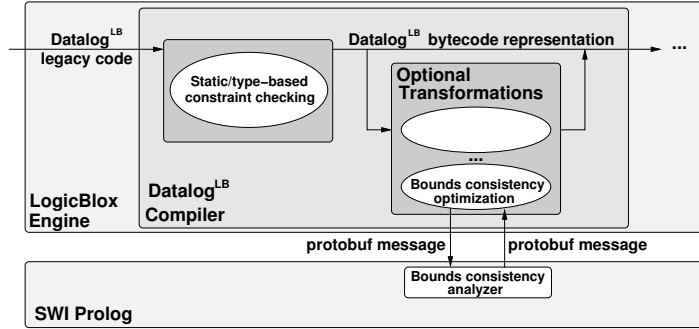 Datalog^LB
legacy code
Static/type-based
constraint checking
Datalog^LB bytecode representation
...
Optional
Transformations
...
Bounds consistency
optimization
Datalog^LB
Compiler
LogicBlox
Engine
protobuf message
protobuf message
Bounds consistency
analyzer
SWI Prolog